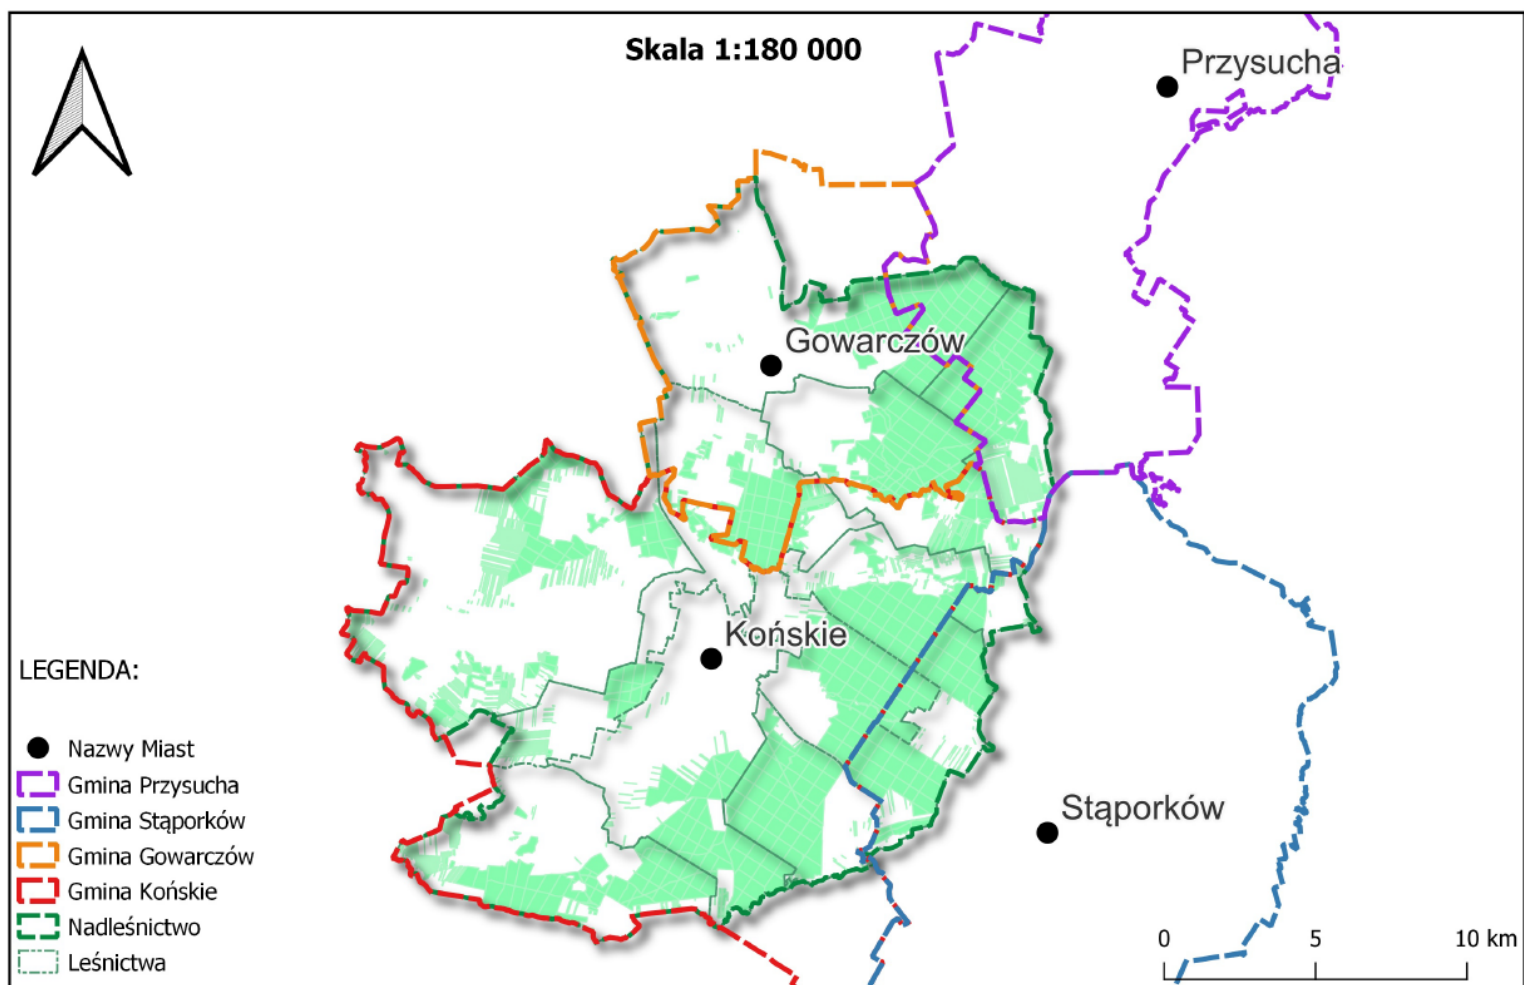 Skala 1:180 000
Przysucha
Gowarczów
Końskie
Stąporków
LEGENDA:
Nazwy Miast
Gmina Przysucha
Gmina Stąporków
Gmina Gowarczów
Gmina Końskie
Nadleśnictwo
Leśnictwa
0 5 10 km